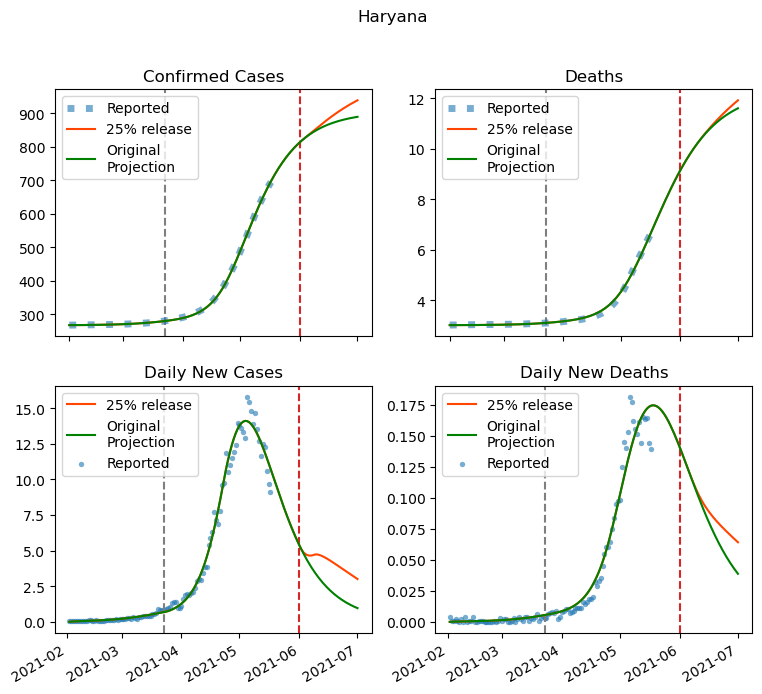 Haryana
Confirmed Cases
Reported
25% release
Original
Projection
900
800
700
600
500
400
300
Deaths
Reported
25% release
Original
Projection
12
10
8
6
4
Daily New Cases
25% release
Original
Projection
Reported
15.0
12.5
10.0
7.5
5.0
2.5
0.0
2021-02
2021-03
2021-04
2021-05
2021-06
2021-07
Daily New Deaths
25% release
Original
Projection
Reported
0.175
0.150
0.125
0.100
0.075
0.050
0.025
0.000
2021-02
2021-03
2021-04
2021-05
2021-06
2021-07